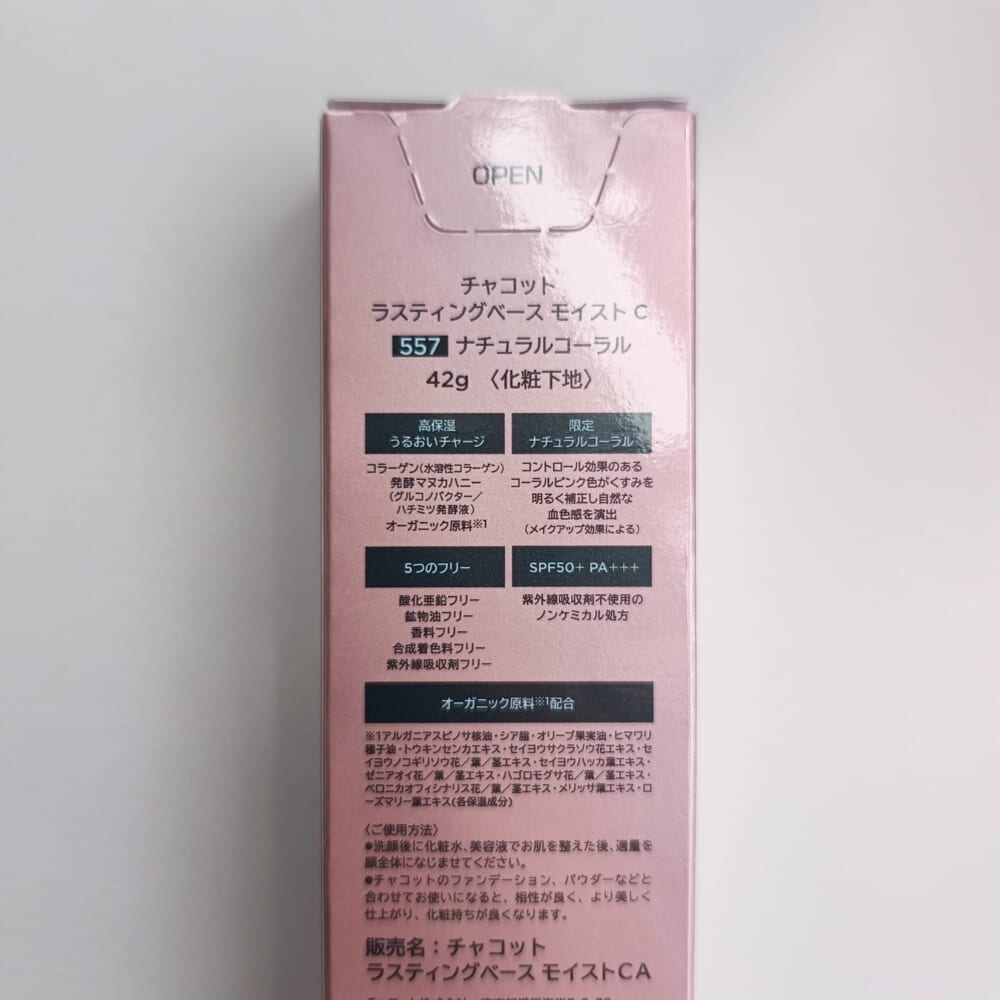 OPEN
チャコット
ラスティングベース モイスト C
557 ナチュラルコーラル
42g 〈化粧下地〉
高保湿
うるおいチャージ
コラーゲン(水溶性コラーゲン)
発酵マヌカハニー
(グルコノバクター/
ハチミツ発酵液)
オーガニック原料※1
限定
ナチュラルコーラル
コントロール効果のある
コーラルピンク色がくすみを
明るく補正し自然な
血色感を演出
(メイクアップ効果による)
5つのフリー
酸化亜鉛フリー
鉱物油フリー
香料フリー
合成着色料フリー
紫外線吸収剤フリー
SPF50+ PA+++
紫外線吸収剤不使用の
ノンケミカル処方
オーガニック原料※1配合
※1アルガニアスピノサ核油・シア脂・オリーブ果実油・ヒマワリ
種子油・トウキンセンカエキス・セイヨウサクラソウ花エキス・セ
イヨウノコギリソウ花/葉/茎エキス・セイヨウハッカ葉エキス・
ゼニアオイ花/葉/茎エキス・ハゴロモグサ花/葉/茎エキス・
ベロニカオフィシナリス花/葉/茎エキス・メリッサ葉エキス・ロ
ーズマリー葉エキス(各保湿成分)
〈ご使用方法〉
●洗顔後に化粧水、美容液でお肌を整えた後、適量を
顔全体になじませてください。
●チャコットのファンデーション、パウダーなどと
合わせてお使いになると、相性が良く、より美しく
仕上がり、化粧持ちが良くなります。
販売名：チャコット
ラスティングベース モイストCA